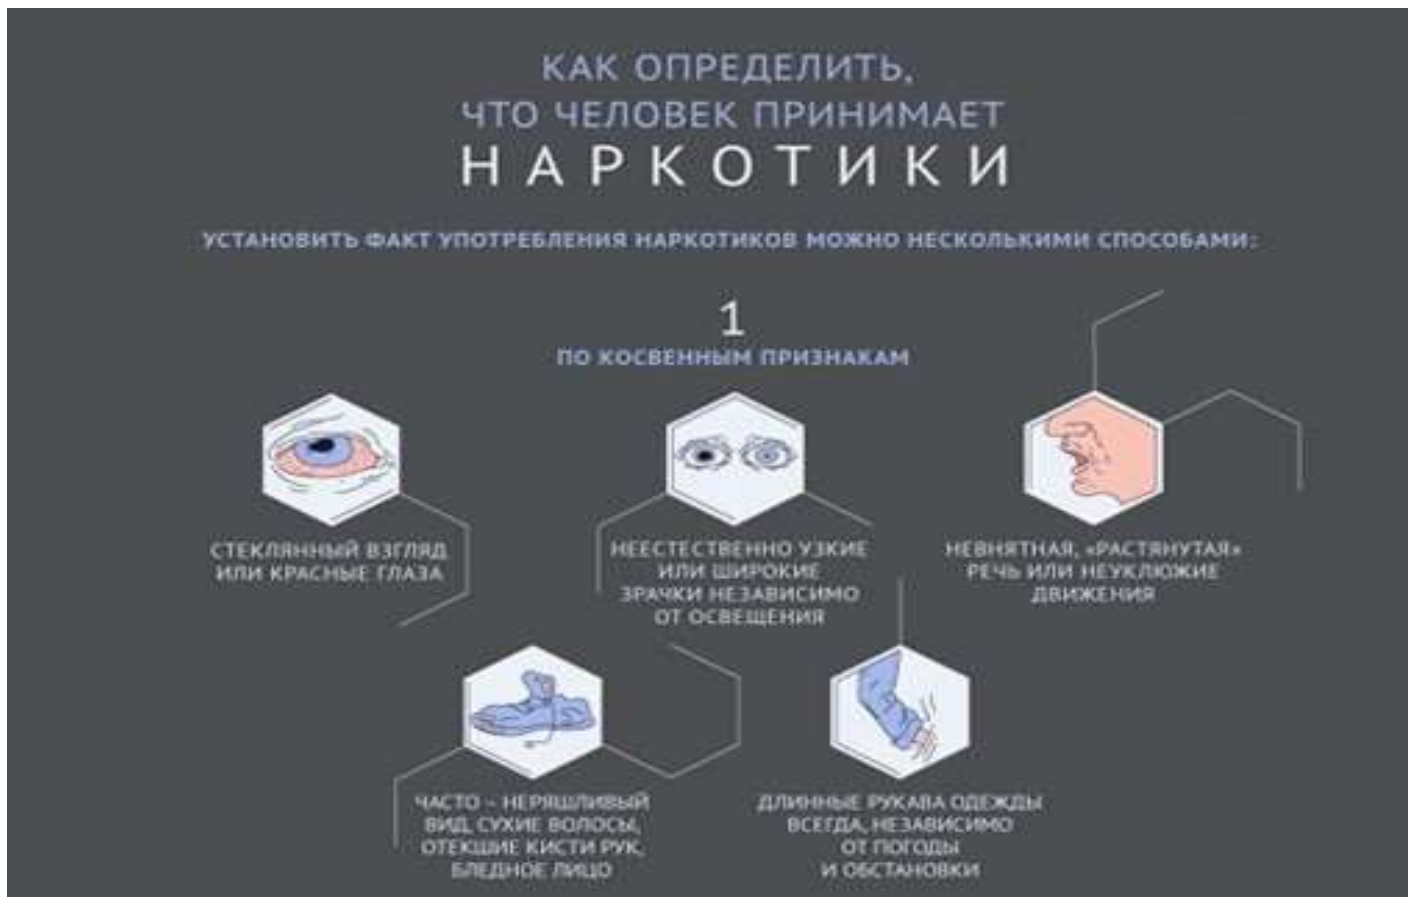 КАК ОПРЕДЕЛИТЬ,
ЧТО ЧЕЛОВЕК ПРИНИМАЕТ
НАРКОТИКИ
УСТАНОВИТЬ ФАКТ УПОТРЕБЛЕНИЯ НАРКОТИКОВ МОЖНО НЕСКОЛЬКИМИ СПОСОБАМИ:
1
ПО КОСВЕННЫМ ПРИЗНАКАМ
СТЕКЛЯННЫЙ ВЗГЛЯД
ИЛИ КРАСНЫЕ ГЛАЗА
НЕЕСТЕСТВЕННО УЗКИЕ
ИЛИ ШИРОКИЕ
ЗРАЧКИ НЕЗАВИСИМО
ОТ ОСВЕЩЕНИЯ
НЕВНЯТНАЯ, «РАСТЯНУТАЯ»
РЕЧЬ ИЛИ НЕУКЛЮЖИЕ
ДВИЖЕНИЯ
ЧАСТО – НЕРЯШЛИВЫЙ
ВИД, СУХИЕ ВОЛОСЫ,
ОТЕКШИЕ КИСТИ РУК,
БЛЕДНОЕ ЛИЦО
ДЛИННЫЕ РУКАВА ОДЕЖДЫ
ВСЕГДА, НЕЗАВИСИМО
ОТ ПОГОДЫ
И ОБСТАНОВКИ